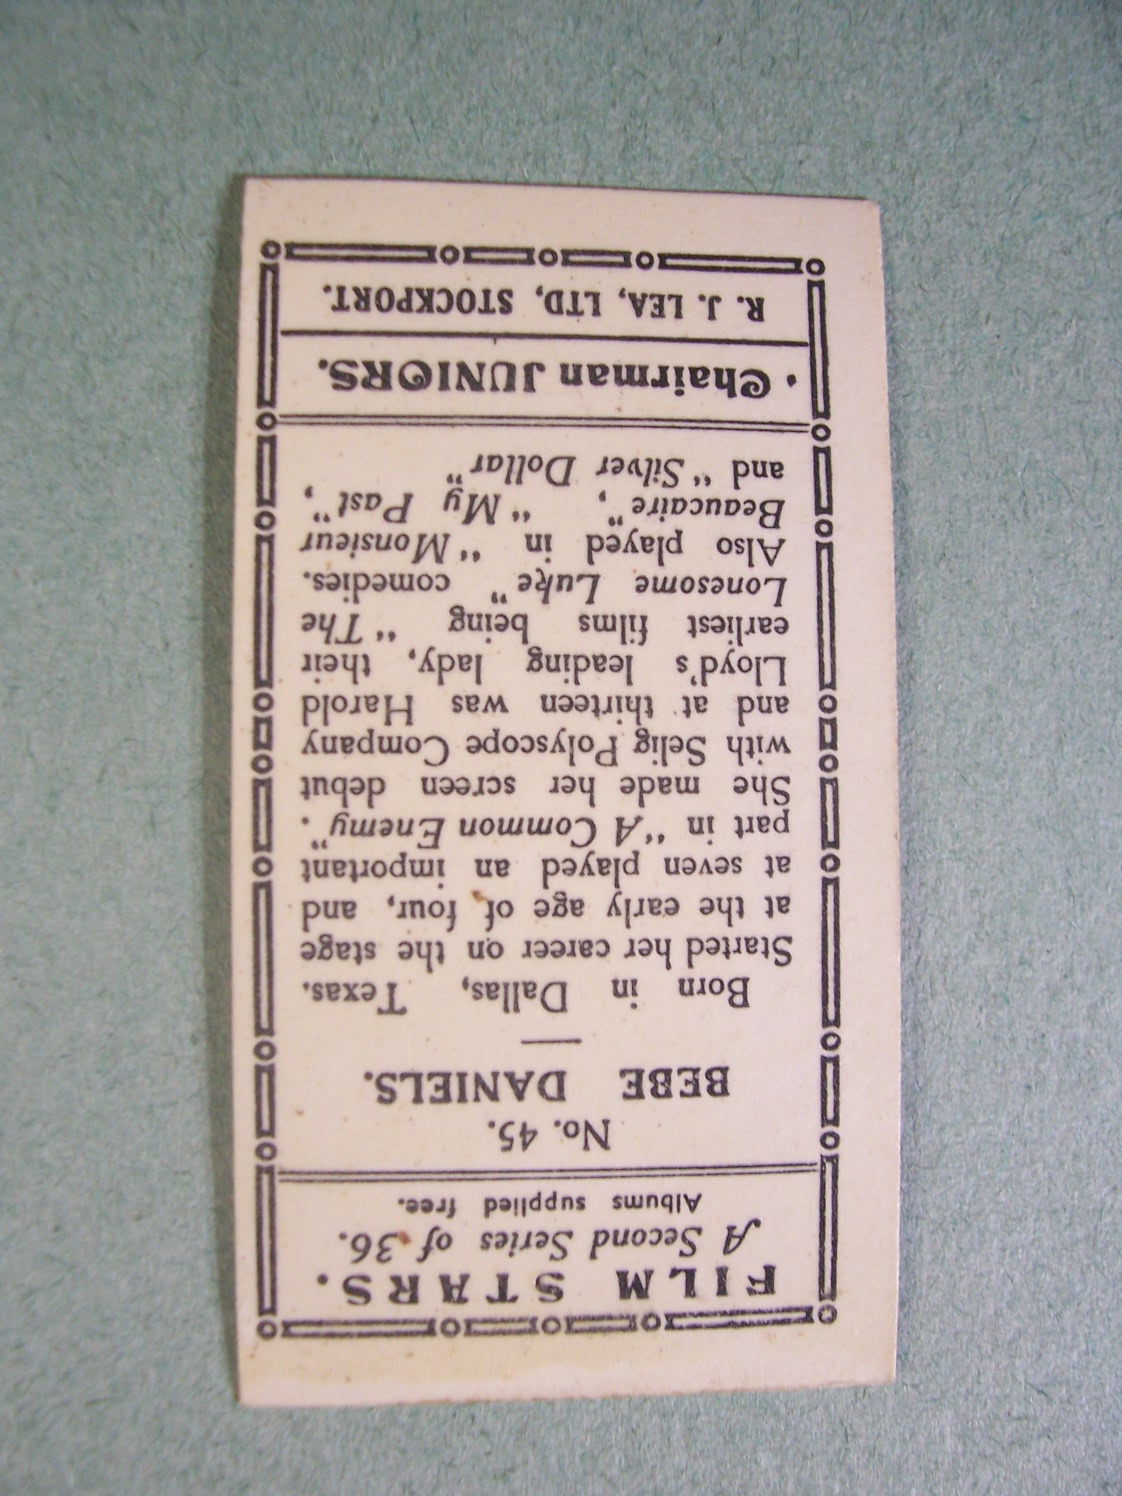 FILM STARS.
A Second Series of 36.
Albums supplied free.
No. 45.
BEBE DANIELS.
Born in Dallas, Texas.
Started her career on the stage
at the early age of four, and
at seven played an important
part in "A Common Enemy".
She made her screen debut
with Selig Polyscope Company
and at thirteen was Harold
Lloyd's leading lady, their
earliest films being "The
Lonesome Luke" comedies.
Also played in "Monsieur
Beaucaire", "My Past",
and "Silver Dollar"
Chairman JUNIORS.
R. J. LEA, LTD, STOCKPORT.